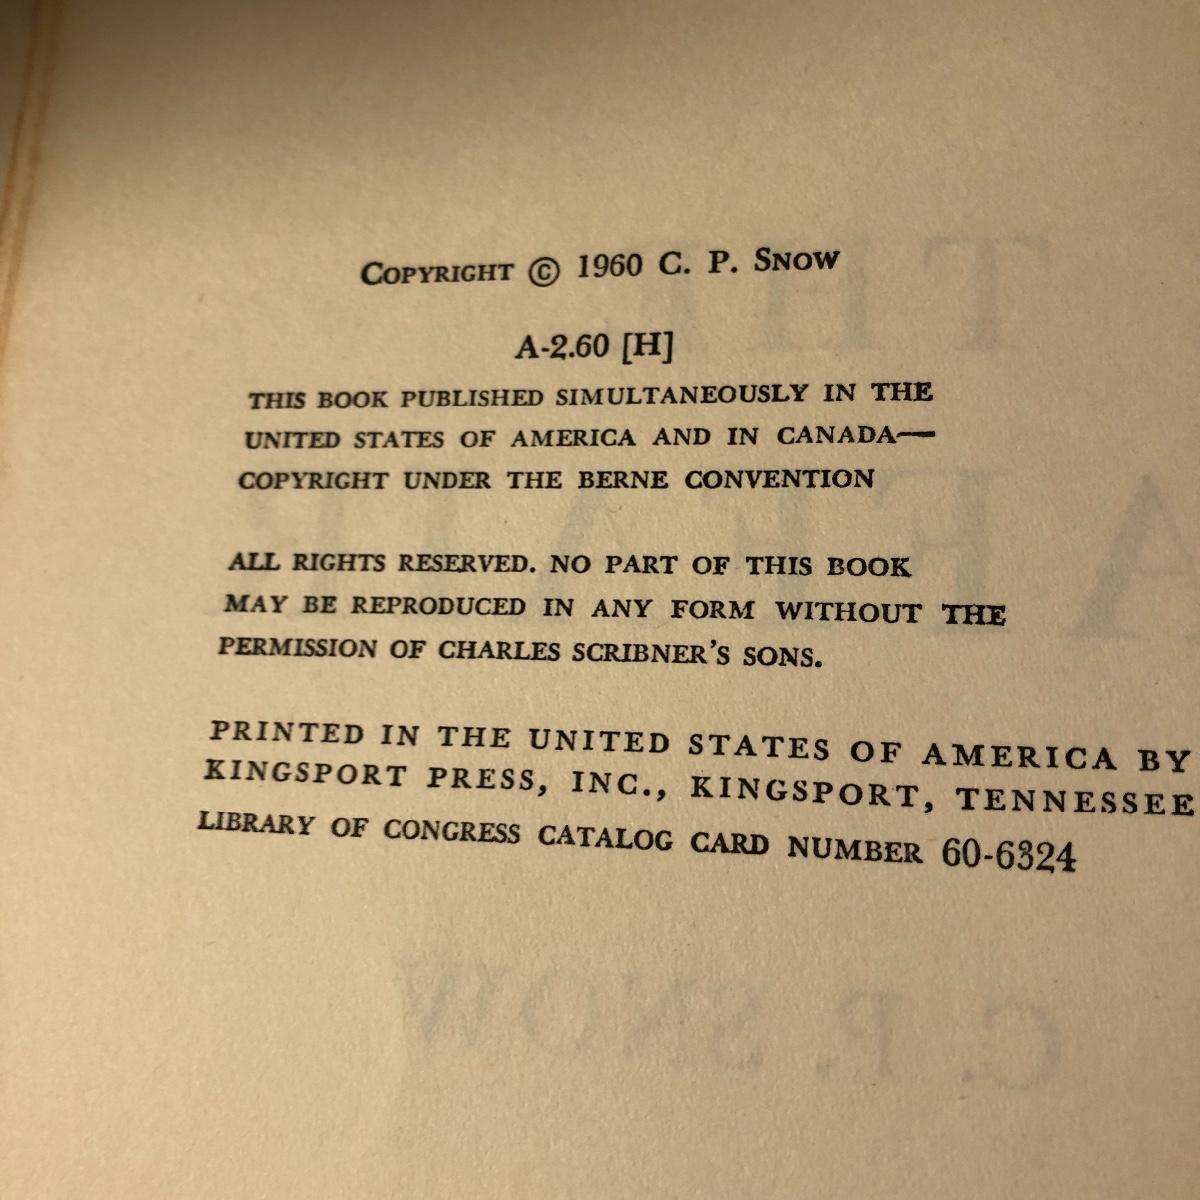 COPYRIGHT © 1960 C. P. SNOW
A-2.60 [H]
THIS BOOK PUBLISHED SIMULTANEOUSLY IN THE
UNITED STATES OF AMERICA AND IN CANADA—
COPYRIGHT UNDER THE BERNE CONVENTION
ALL RIGHTS RESERVED. NO PART OF THIS BOOK
MAY BE REPRODUCED IN ANY FORM WITHOUT THE
PERMISSION OF CHARLES SCRIBNER'S SONS.
PRINTED IN THE UNITED STATES OF AMERICA BY
KINGSPORT PRESS, INC., KINGSPORT, TENNESSEE
LIBRARY OF CONGRESS CATALOG CARD NUMBER 60-6324
C. P. SNOW